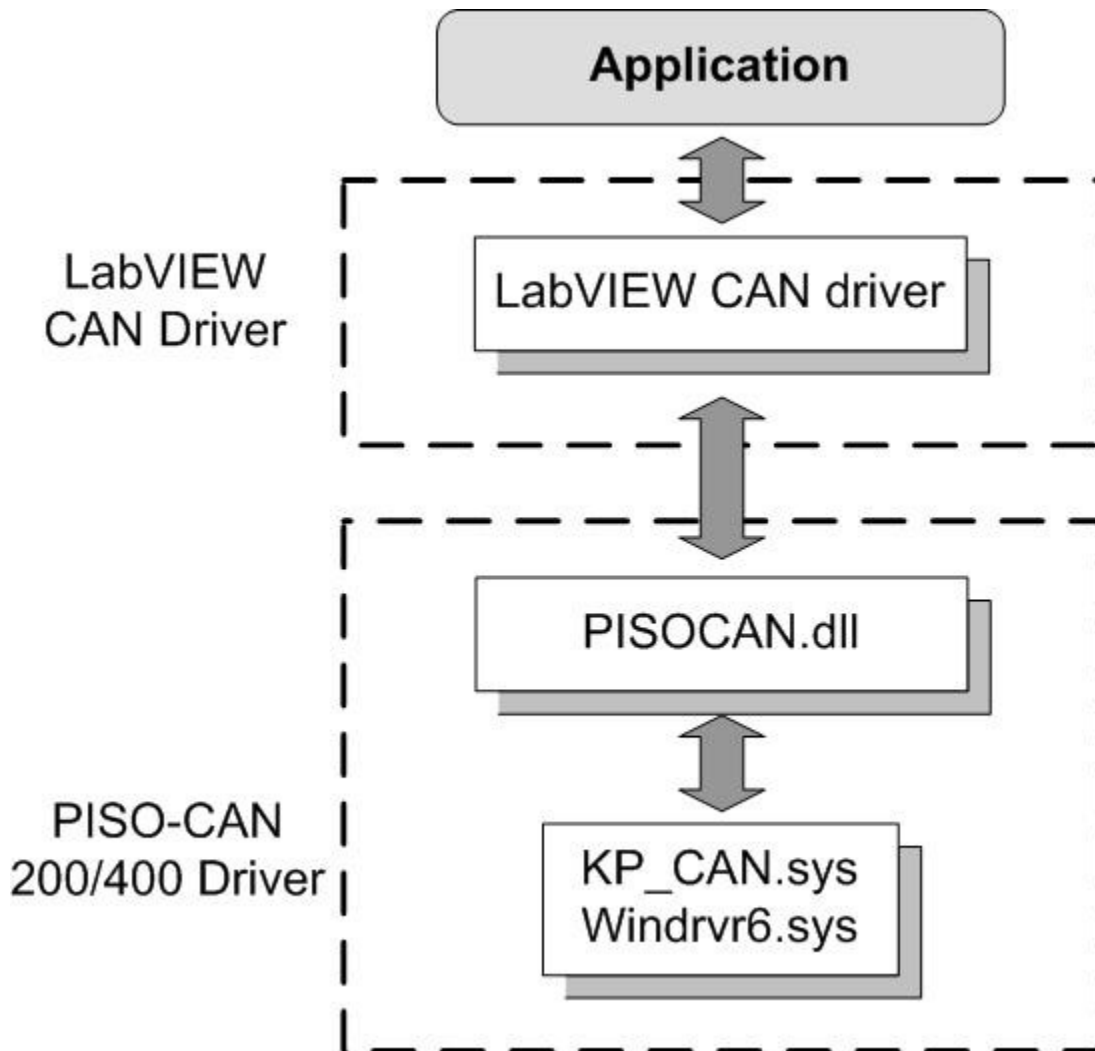 Application
LabVIEW
CAN Driver
LabVIEW CAN driver
PISOCAN.dll
PISO-CAN
200/400 Driver
KP_CAN.sys
Windrvr6.sys